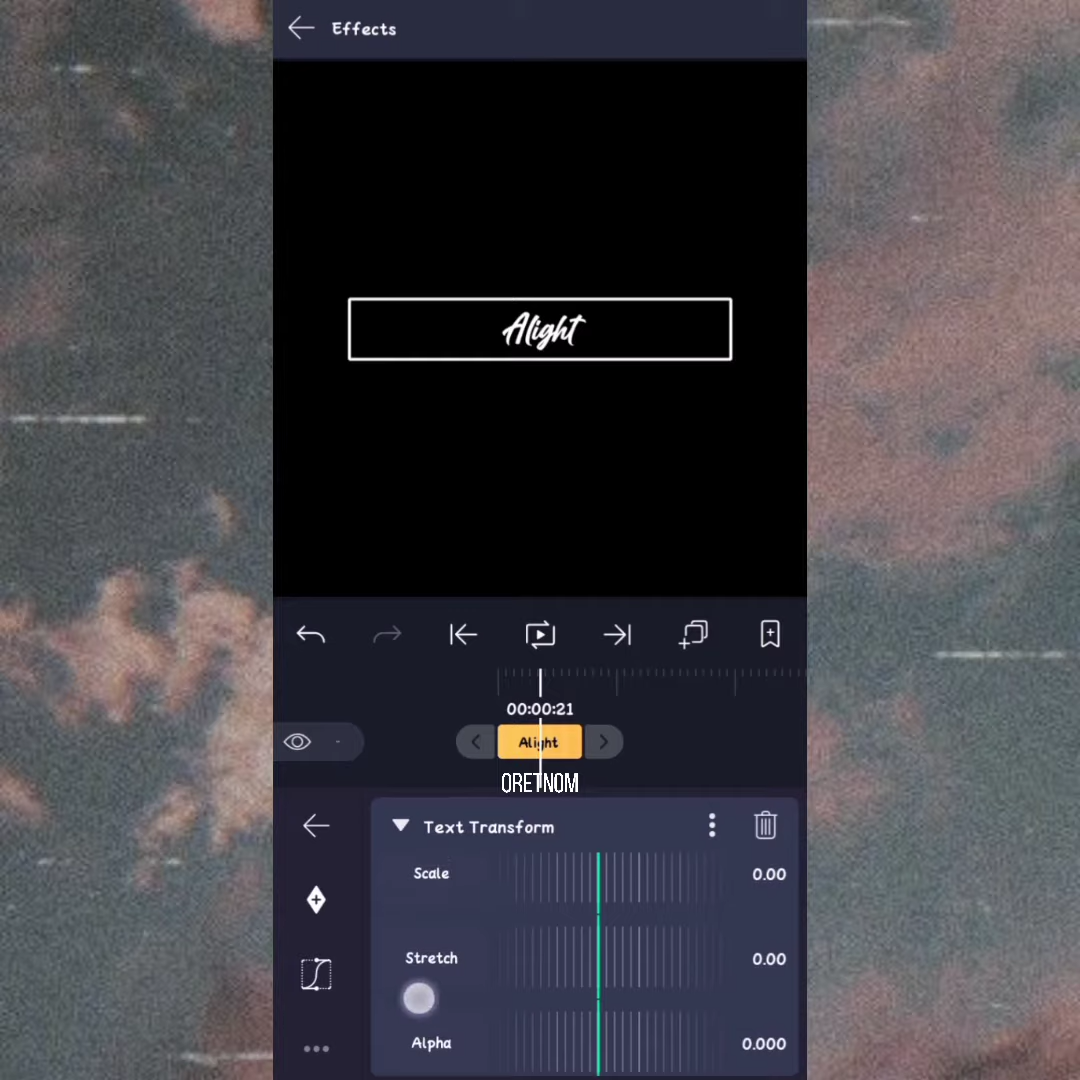 Effects
Alight
00:00:21
Alight
ORETNOM
Text Transform
Scale 0.00
Stretch 0.00
Alpha 0.000